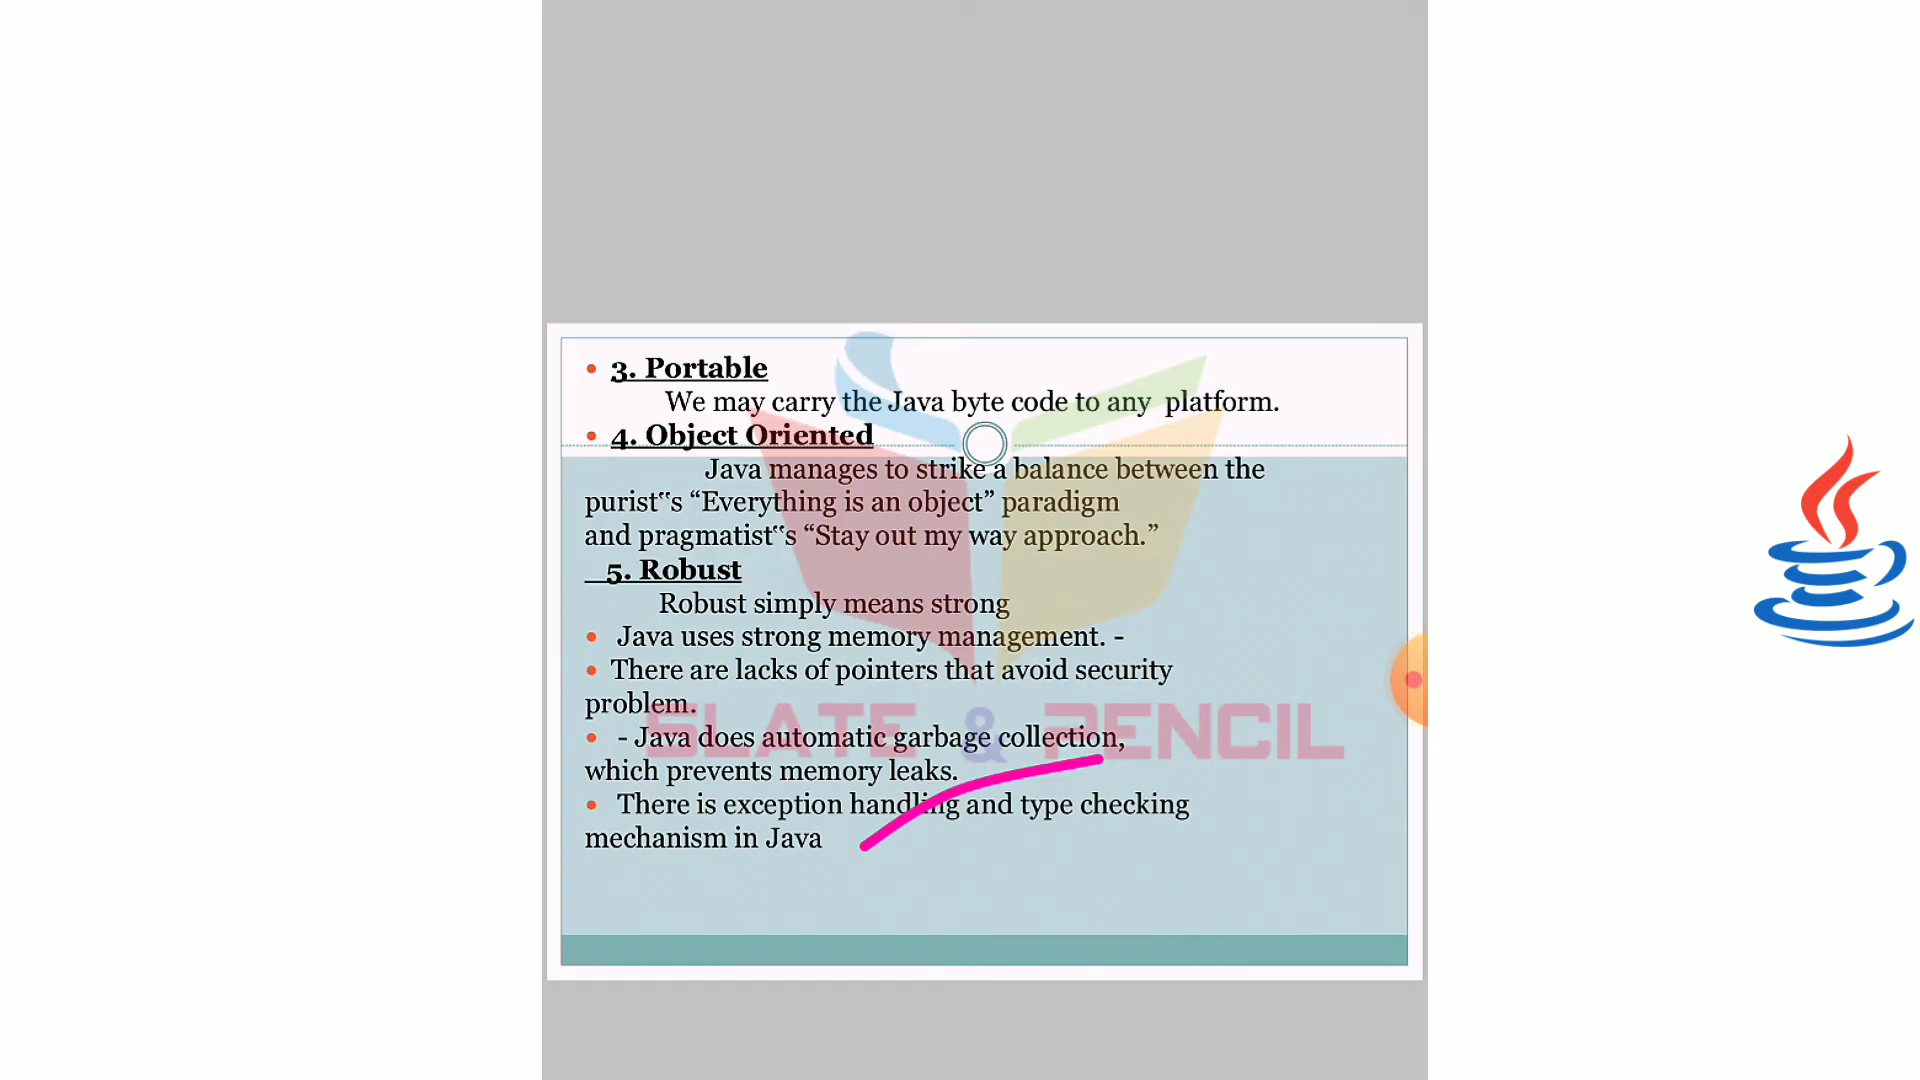 3. Portable
We may carry the Java byte code to any platform.
4. Object Oriented
Java manages to strike a balance between the
purist‟s “Everything is an object” paradigm
and pragmatist‟s “Stay out my way approach.”
5. Robust
Robust simply means strong
Java uses strong memory management. -
There are lacks of pointers that avoid security
problem.
- Java does automatic garbage collection,
which prevents memory leaks.
There is exception handling and type checking
mechanism in Java
SLATE & PENCIL